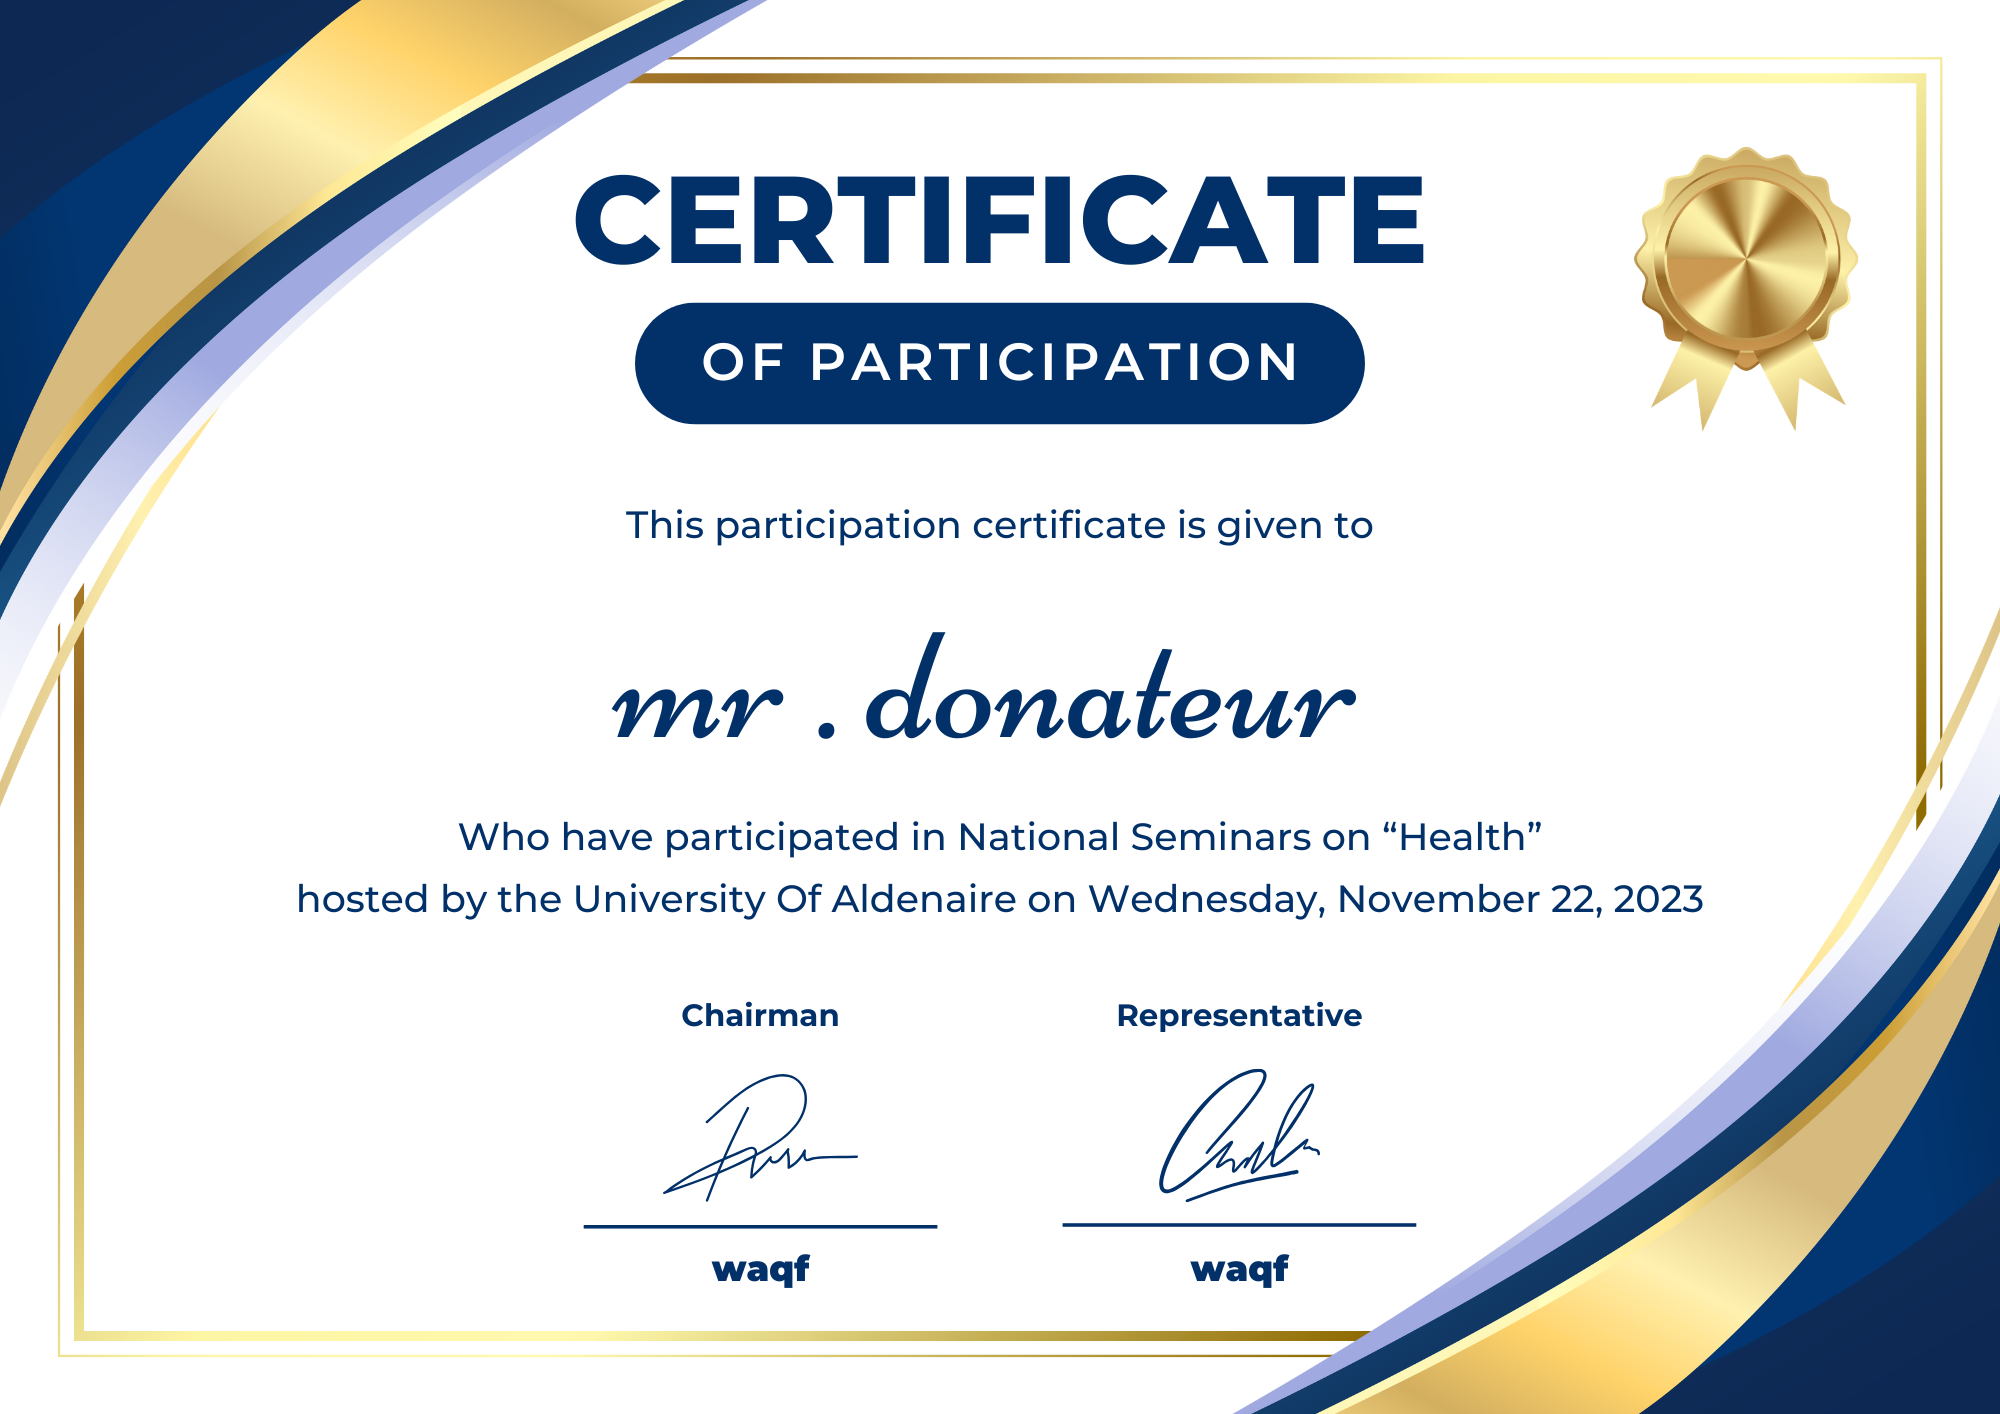 CERTIFICATE
OF PARTICIPATION
This participation certificate is given to
mr . donateur
Who have participated in National Seminars on “Health”
hosted by the University Of Aldenaire on Wednesday, November 22, 2023
Chairman Representative
waqf waqf